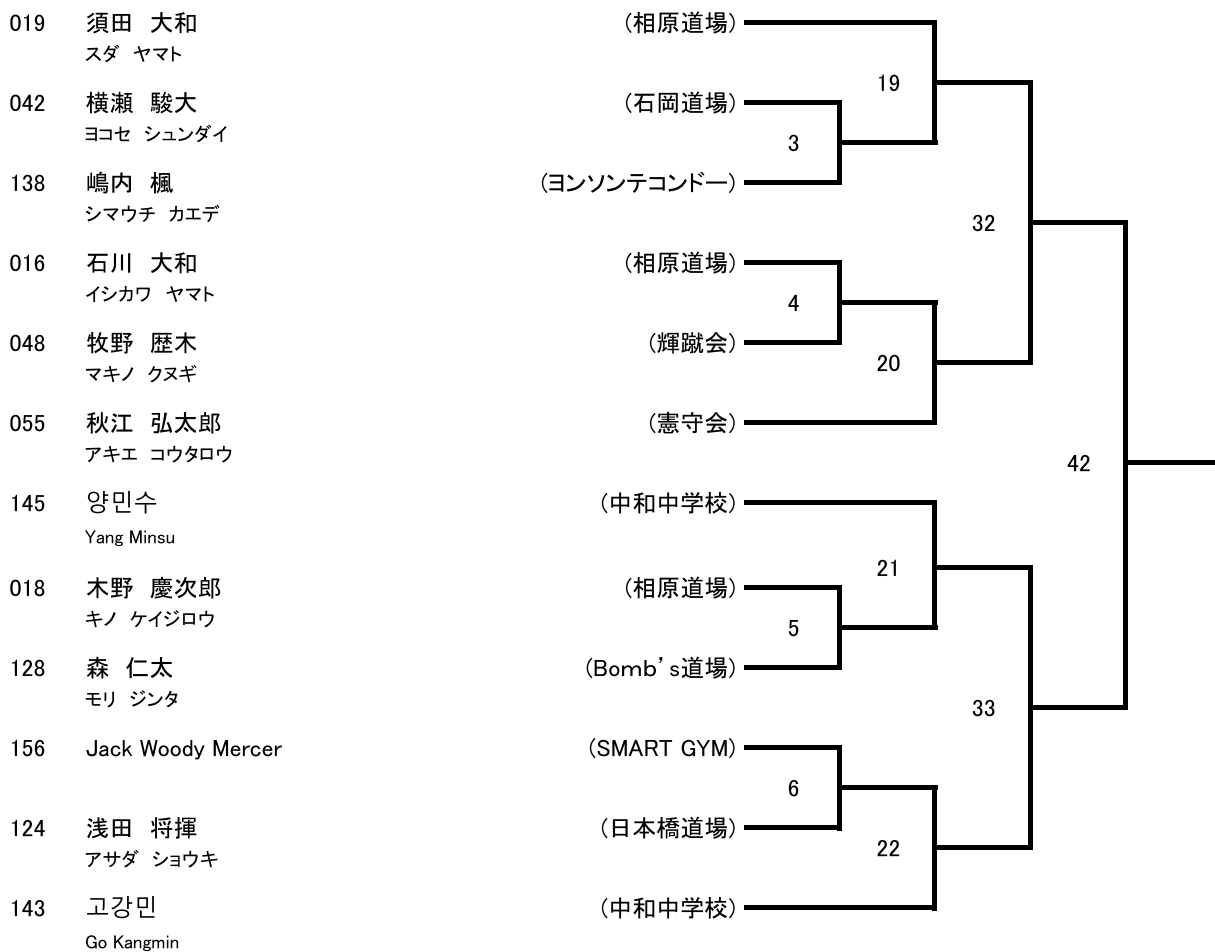 019 須田 大和 (相原道場)
スダ ヤマト
19
042 横瀬 駿大 (石岡道場)
ヨコセ シュンダイ
3
138 嶋内 楓 (ヨンソンテコンドー)
シマウチ カエデ
32
016 石川 大和 (相原道場)
イシカワ ヤマト
4
048 牧野 歴木 (輝蹴会)
マキノ クヌギ
20
055 秋江 弘太郎 (憲守会)
アキエ コウタロウ
42
145 양민수 (中和中学校)
Yang Minsu
21
018 木野 慶次郎 (相原道場)
キノ ケイジロウ
5
128 森 仁太 (Bomb's道場)
モリ ジンタ
33
156 Jack Woody Mercer (SMART GYM)
6
124 浅田 将揮 (日本橋道場)
アサダ ショウキ
22
143 고강민 (中和中学校)
Go Kangmin